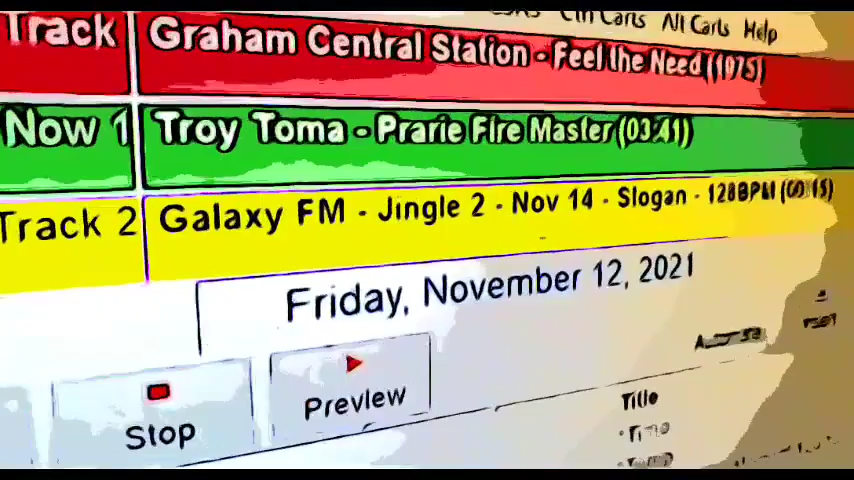 Ctrl Carts Alt Carts Help
Track Graham Central Station - Feel the Need (1975)
Now 1 Troy Toma - Prarie Fire Master (03:41)
Track 2 Galaxy FM - Jingle 2 - Nov 14 - Slogan - 128BPM (00:15)
Friday, November 12, 2021
Stop
Preview
Title